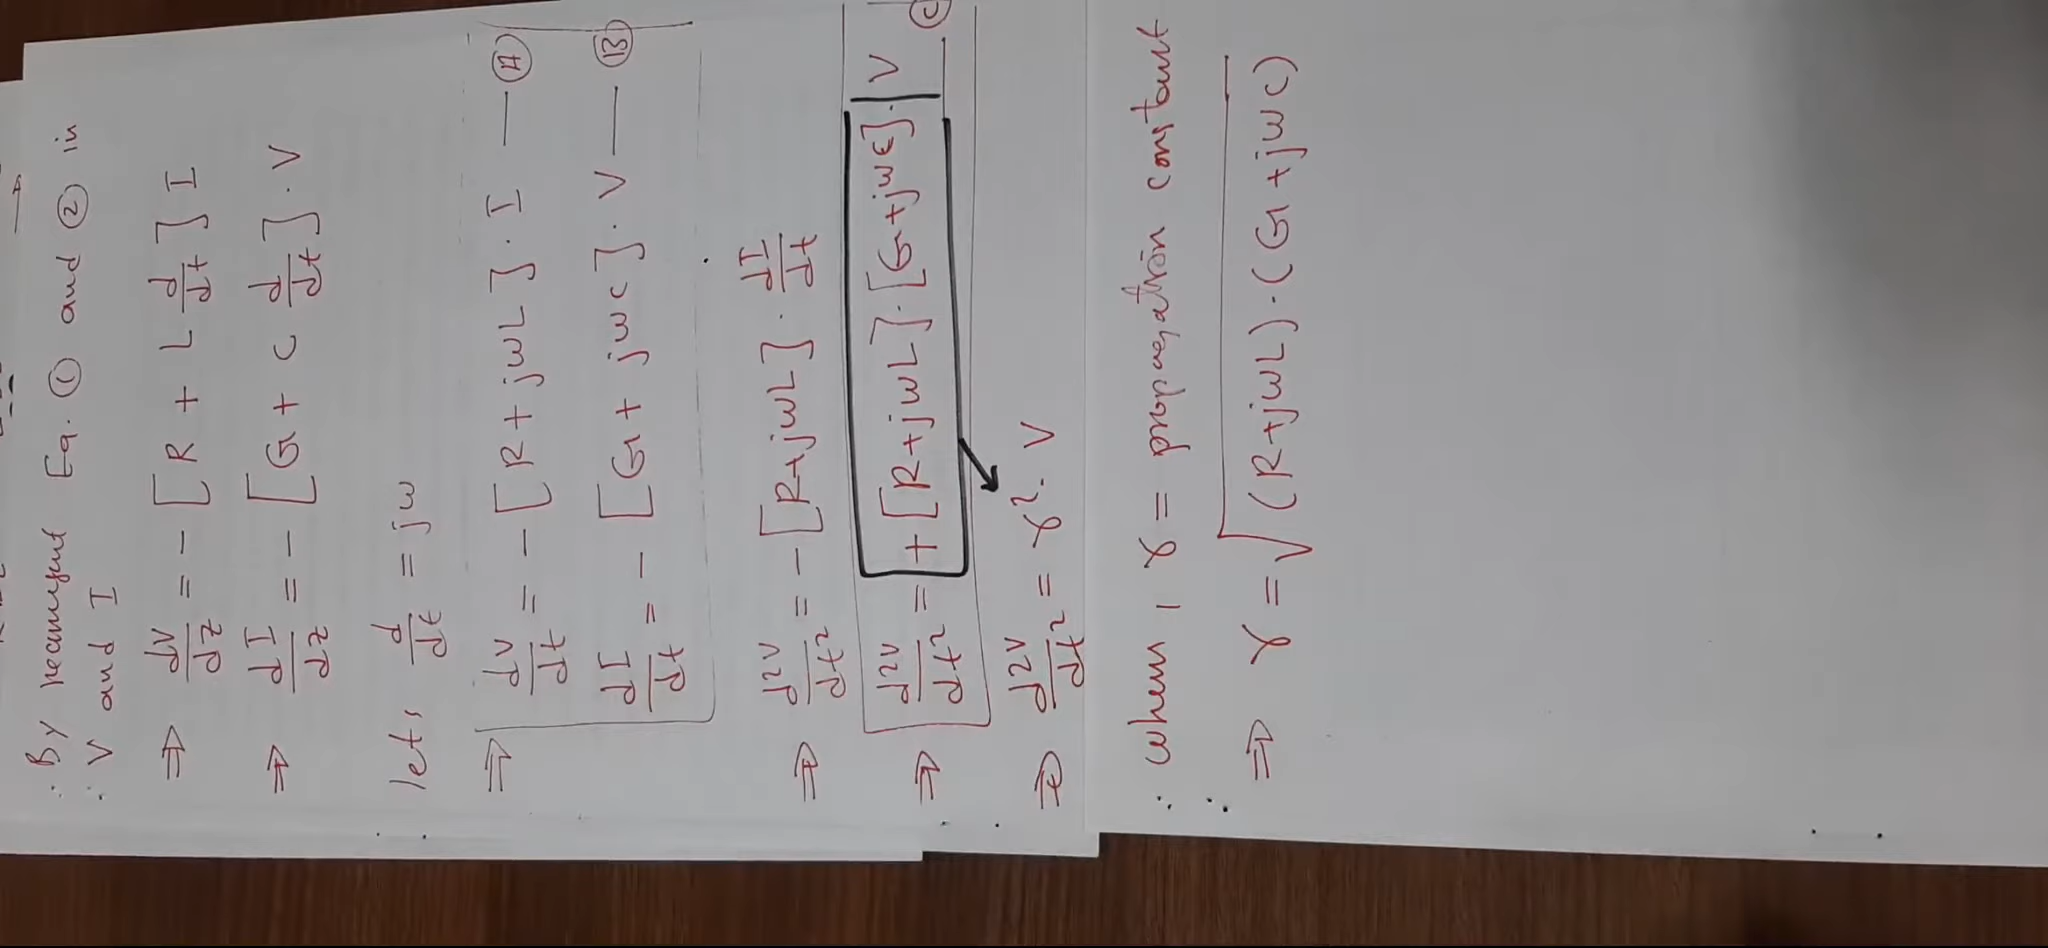 ∴ By rearrangent Eq. ① and ② in
∴ V and I
⇒ dV/dz = - [R + L d/dt] I
⇒ dI/dz = - [G + C d/dt] . V
let, d/dt = jω
⇒ dV/dt = - [R + jωL] . I — Ⓐ
dI/dt = - [G + jωC] . V — Ⓑ
⇒ d²V/dt² = - [R+jωL] . dI/dt
⇒ d²V/dt² = + [R+jωL] . [G+jωC] . V — Ⓒ
⇒ d²V/dt² = γ² . V
∴ when, γ = propagation constant
∴ ⇒ γ = √(R+jωL) . (G+jωC)